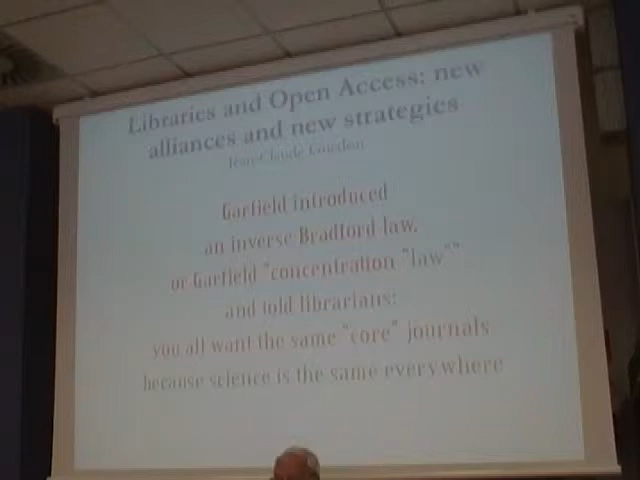 Libraries and Open Access: new
alliances and new strategies
Jean-Claude Guédon
Garfield introduced
an inverse Bradford law,
or Garfield "concentration "law""
and told librarians:
you all want the same "core" journals
because science is the same everywhere